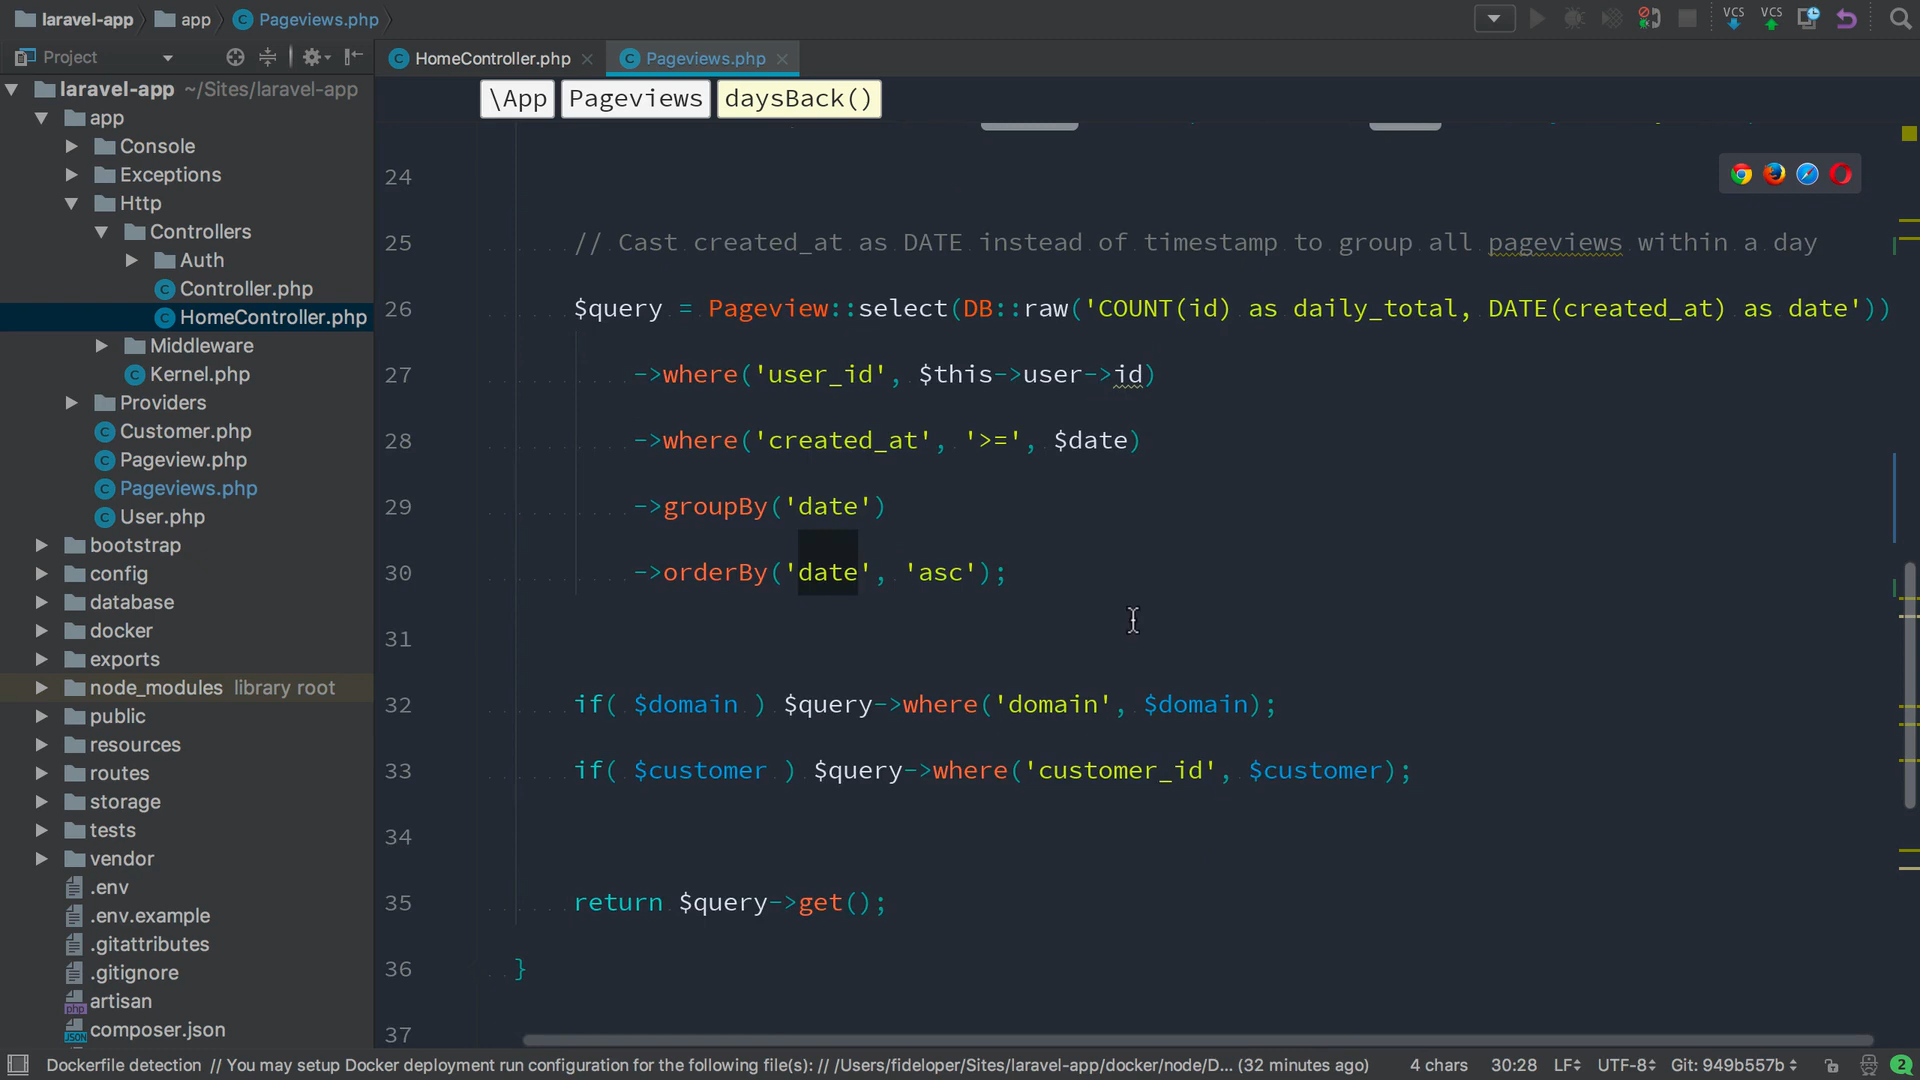 laravel-app app Pageviews.php
VCS VCS
Project
HomeController.php Pageviews.php
\App Pageviews daysBack()
laravel-app ~/Sites/laravel-app
app
Console
Exceptions
Http
Controllers
Auth
Controller.php
HomeController.php
Middleware
Kernel.php
Providers
Customer.php
Pageview.php
Pageviews.php
User.php
bootstrap
config
database
docker
exports
node_modules library root
public
resources
routes
storage
tests
vendor
.env
.env.example
.gitattributes
.gitignore
artisan
composer.json
24
25 // Cast created_at as DATE instead of timestamp to group all pageviews within a day
26 $query = Pageview::select(DB::raw('COUNT(id) as daily_total, DATE(created_at) as date'))
27 ->where('user_id', $this->user->id)
28 ->where('created_at', '>=', $date)
29 ->groupBy('date')
30 ->orderBy('date', 'asc');
31
32 if( $domain ) $query->where('domain', $domain);
33 if( $customer ) $query->where('customer_id', $customer);
34
35 return $query->get();
36 }
37
Dockerfile detection // You may setup Docker deployment run configuration for the following file(s): // /Users/fideloper/Sites/laravel-app/docker/node/D... (32 minutes ago) 4 chars 30:28 LF UTF-8 Git: 949b557b 2